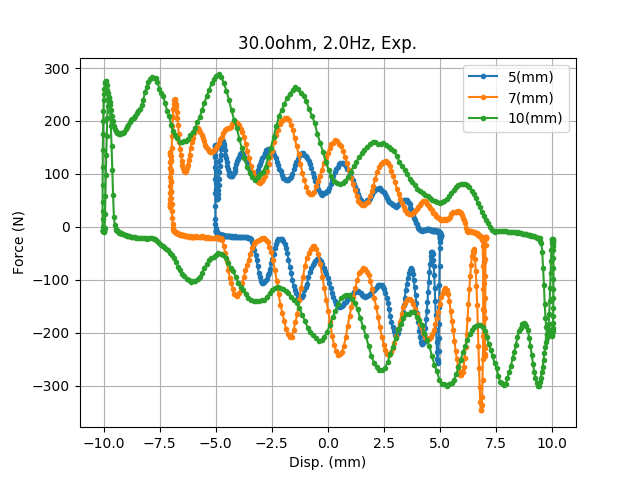 30.0ohm, 2.0Hz, Exp.
5(mm)
7(mm)
10(mm)
300
200
100
0
−100
−200
−300
Force (N)
−10.0 −7.5 −5.0 −2.5 0.0 2.5 5.0 7.5 10.0
Disp. (mm)